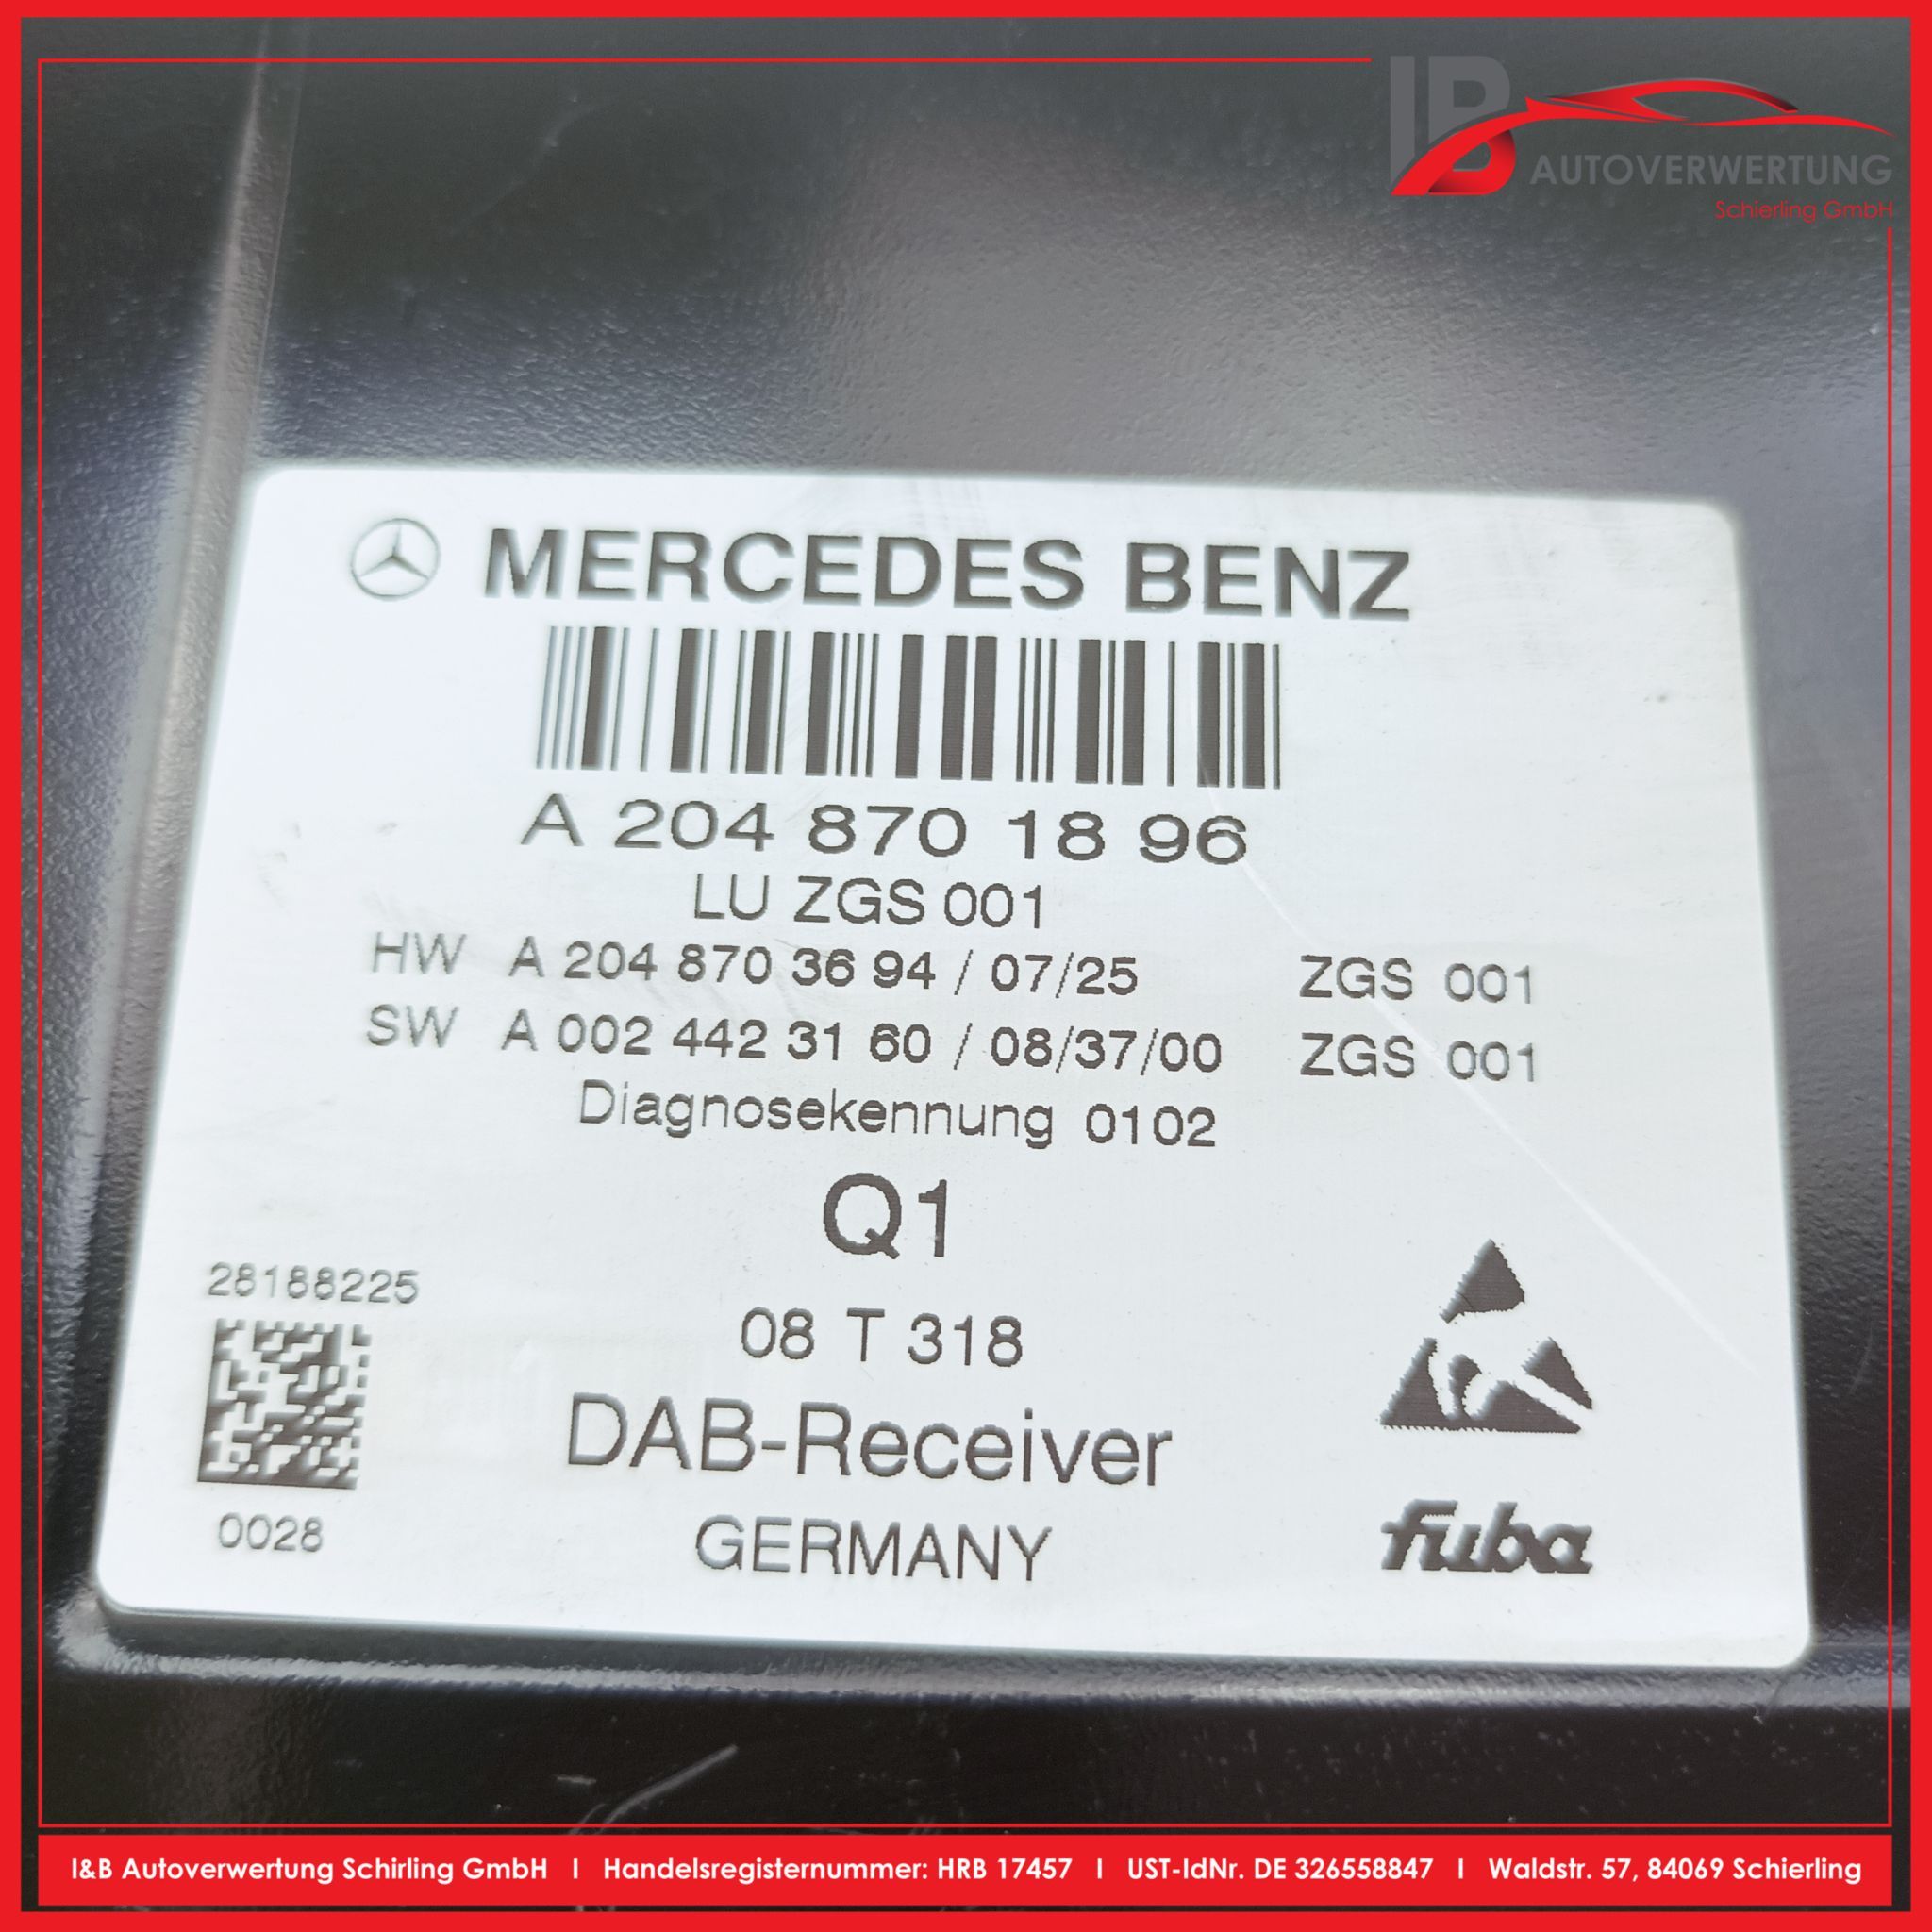 IB
AUTOVERWERTUNG
Schierling GmbH
MERCEDES BENZ
A 204 870 18 96
LU ZGS 001
HW A 204 870 36 94 / 07/25 ZGS 001
SW A 002 442 31 60 / 08/37/00 ZGS 001
Diagnosekennung 0102
Q1
28188225
08 T 318
DAB-Receiver
0028
GERMANY
fuba
I&B Autoverwertung Schirling GmbH I Handelsregisternummer: HRB 17457 I UST-IdNr. DE 326558847 I Waldstr. 57, 84069 Schierling